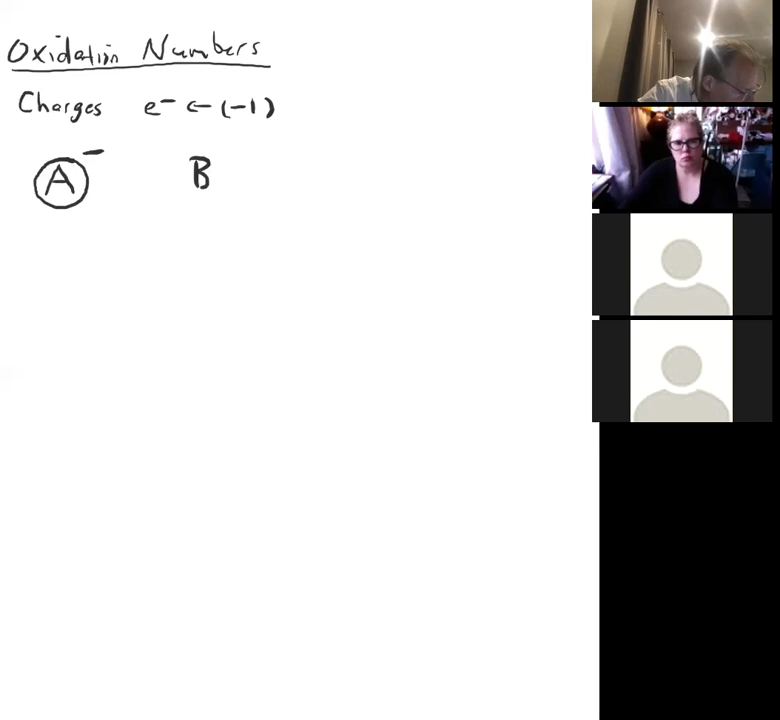 Oxidation Numbers
Charges e⁻ ← (-1)
A⁻ B